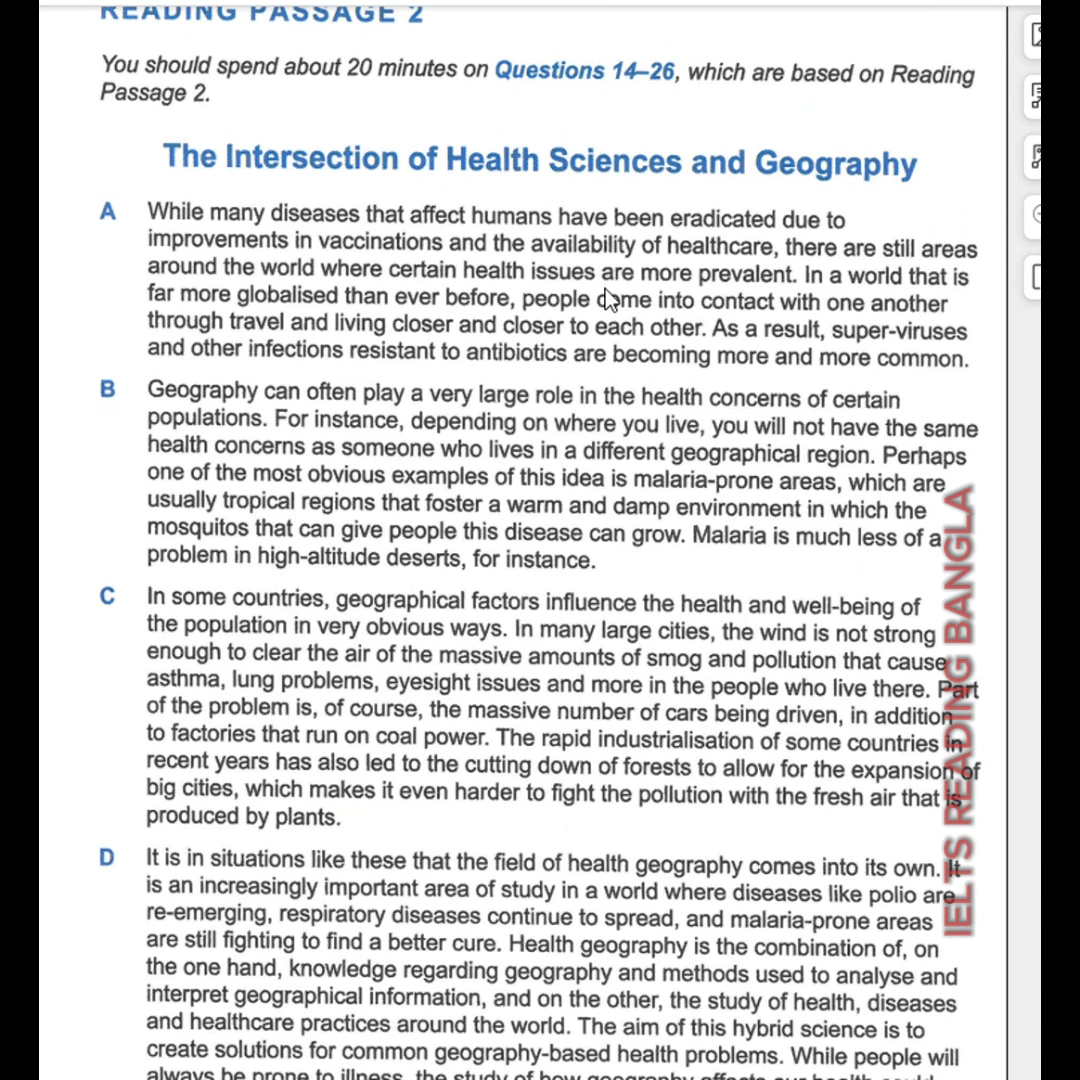 READING PASSAGE 2
You should spend about 20 minutes on Questions 14–26, which are based on Reading
Passage 2.
The Intersection of Health Sciences and Geography
A While many diseases that affect humans have been eradicated due to
improvements in vaccinations and the availability of healthcare, there are still areas
around the world where certain health issues are more prevalent. In a world that is
far more globalised than ever before, people come into contact with one another
through travel and living closer and closer to each other. As a result, super-viruses
and other infections resistant to antibiotics are becoming more and more common.
B Geography can often play a very large role in the health concerns of certain
populations. For instance, depending on where you live, you will not have the same
health concerns as someone who lives in a different geographical region. Perhaps
one of the most obvious examples of this idea is malaria-prone areas, which are
usually tropical regions that foster a warm and damp environment in which the
mosquitos that can give people this disease can grow. Malaria is much less of a
problem in high-altitude deserts, for instance.
C In some countries, geographical factors influence the health and well-being of
the population in very obvious ways. In many large cities, the wind is not strong
enough to clear the air of the massive amounts of smog and pollution that cause
asthma, lung problems, eyesight issues and more in the people who live there. Part
of the problem is, of course, the massive number of cars being driven, in addition
to factories that run on coal power. The rapid industrialisation of some countries in
recent years has also led to the cutting down of forests to allow for the expansion of
big cities, which makes it even harder to fight the pollution with the fresh air that is
produced by plants.
D It is in situations like these that the field of health geography comes into its own. It
is an increasingly important area of study in a world where diseases like polio are
re-emerging, respiratory diseases continue to spread, and malaria-prone areas
are still fighting to find a better cure. Health geography is the combination of, on
the one hand, knowledge regarding geography and methods used to analyse and
interpret geographical information, and on the other, the study of health, diseases
and healthcare practices around the world. The aim of this hybrid science is to
create solutions for common geography-based health problems. While people will
always be prone to illness, the study of how geography affects our health could
IELTS READING BANGLA